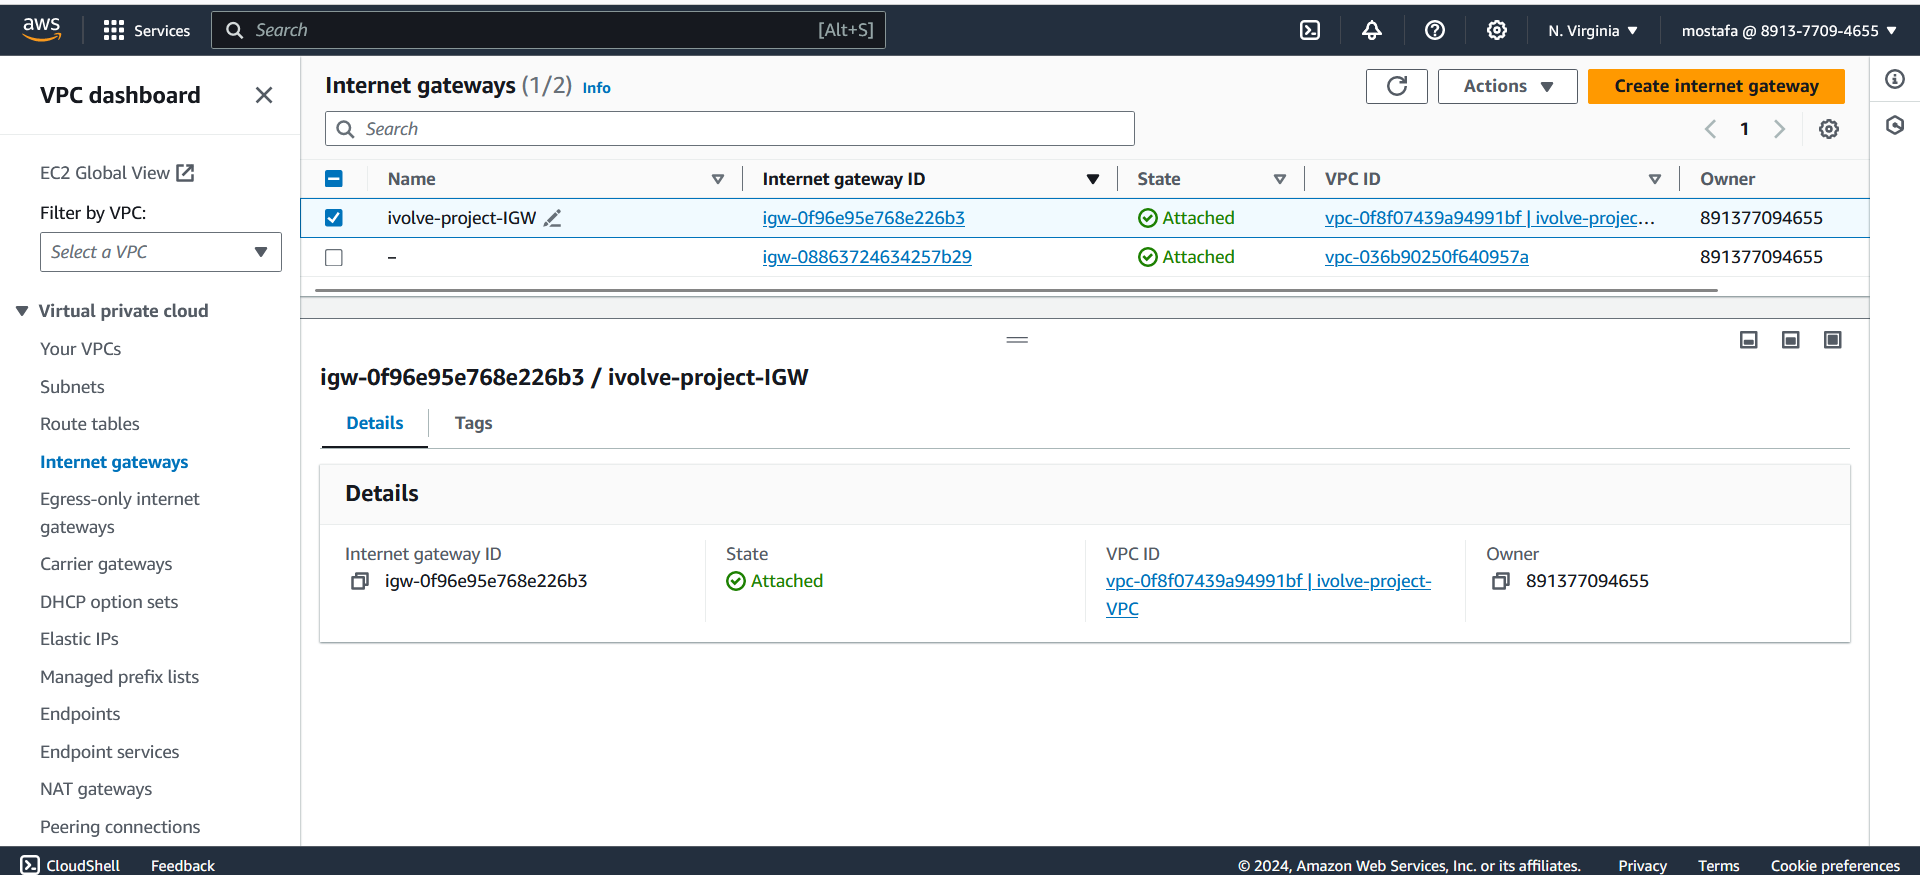 aws
Services
Search
[Alt+S]
N. Virginia
mostafa @ 8913-7709-4655
VPC dashboard
EC2 Global View
Filter by VPC:
Select a VPC
Virtual private cloud
Your VPCs
Subnets
Route tables
Internet gateways
Egress-only internet
gateways
Carrier gateways
DHCP option sets
Elastic IPs
Managed prefix lists
Endpoints
Endpoint services
NAT gateways
Peering connections
Internet gateways (1/2) Info
Actions
Create internet gateway
Search
1
Name Internet gateway ID State VPC ID Owner
ivolve-project-IGW igw-0f96e95e768e226b3 Attached vpc-0f8f07439a94991bf | ivolve-projec... 891377094655
– igw-08863724634257b29 Attached vpc-036b90250f640957a 891377094655
igw-0f96e95e768e226b3 / ivolve-project-IGW
Details
Tags
Details
Internet gateway ID
igw-0f96e95e768e226b3
State
Attached
VPC ID
vpc-0f8f07439a94991bf | ivolve-project-
VPC
Owner
891377094655
CloudShell
Feedback
© 2024, Amazon Web Services, Inc. or its affiliates.
Privacy
Terms
Cookie preferences